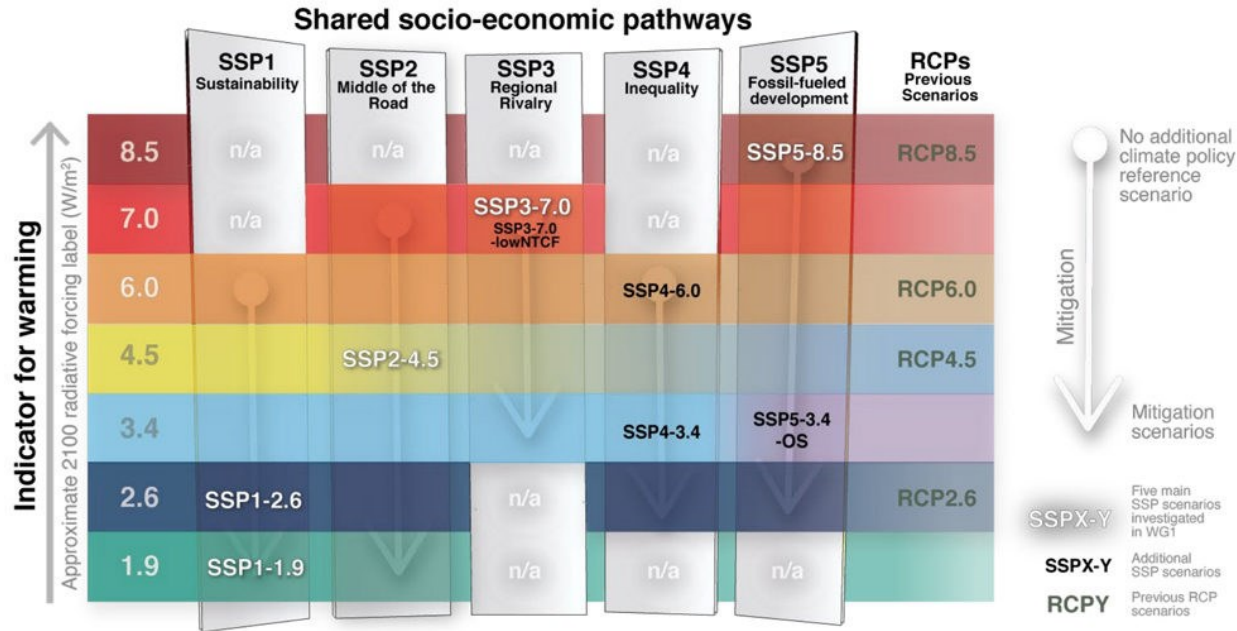 Shared socio-economic pathways
SSP1
Sustainability
SSP2
Middle of the
Road
SSP3
Regional
Rivalry
SSP4
Inequality
SSP5
Fossil-fueled
development
RCPs
Previous
Scenarios
Indicator for warming
Approximate 2100 radiative forcing label (W/m²)
8.5 n/a n/a n/a n/a SSP5-8.5 RCP8.5
7.0 n/a SSP3-7.0 n/a
SSP3-7.0
-lowNTCF
6.0 SSP4-6.0 RCP6.0
4.5 SSP2-4.5 RCP4.5
3.4 SSP4-3.4 SSP5-3.4
-OS
2.6 SSP1-2.6 n/a RCP2.6
1.9 SSP1-1.9 n/a n/a n/a
No additional
climate policy
reference
scenario
Mitigation
Mitigation
scenarios
SSPX-Y
Five main
SSP scenarios
investigated
in WG1
SSPX-Y
Additional
SSP scenarios
RCPY
Previous RCP
scenarios